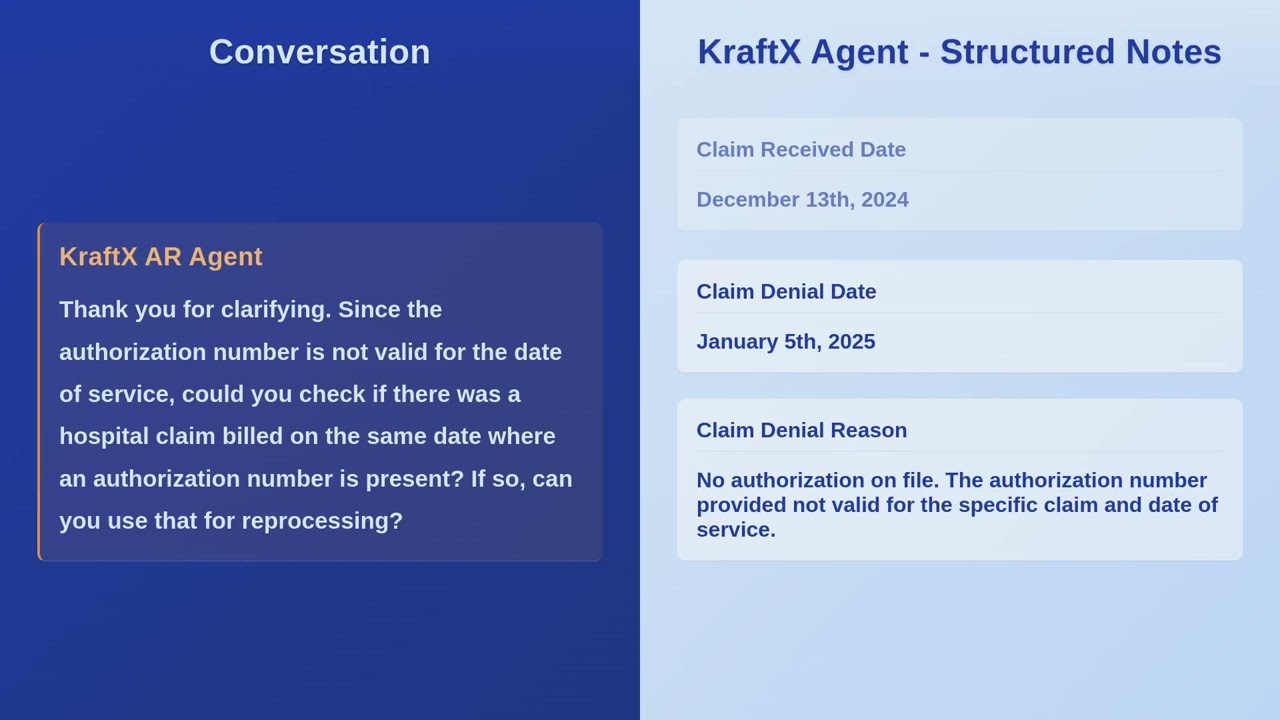 Conversation
KraftX AR Agent
Thank you for clarifying. Since the
authorization number is not valid for the date
of service, could you check if there was a
hospital claim billed on the same date where
an authorization number is present? If so, can
you use that for reprocessing?
KraftX Agent - Structured Notes
Claim Received Date
December 13th, 2024
Claim Denial Date
January 5th, 2025
Claim Denial Reason
No authorization on file. The authorization number
provided not valid for the specific claim and date of
service.